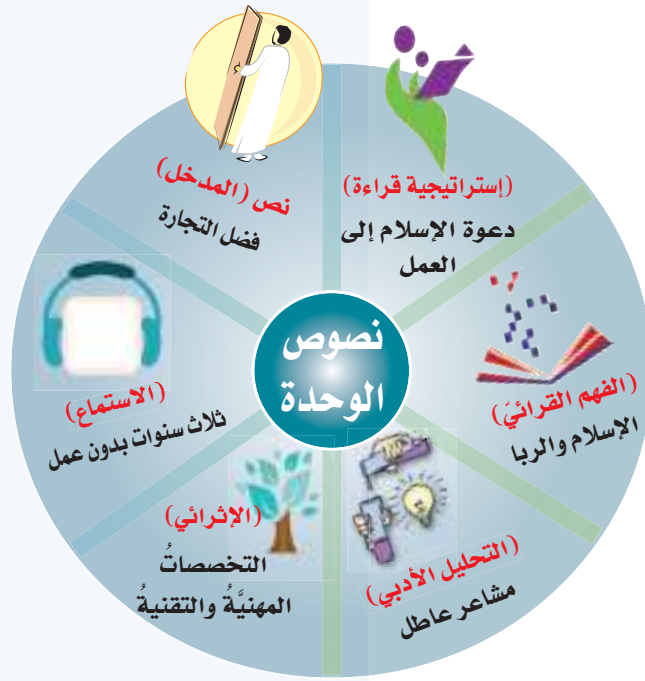 نصوص
الوحدة
(إستراتيجية قراءة)
دعوة الإسلام إلى
العمل
(الفهم القرائيّ)
الإسلام والربا
(التحليل الأدبي)
مشاعر عاطل
(الإثرائي)
التخصصاتُ
المهنيَّةُ والتقنيةُ
(الاستماع)
ثلاث سنوات بدون عمل
نص (المدخل)
فضل التجارة